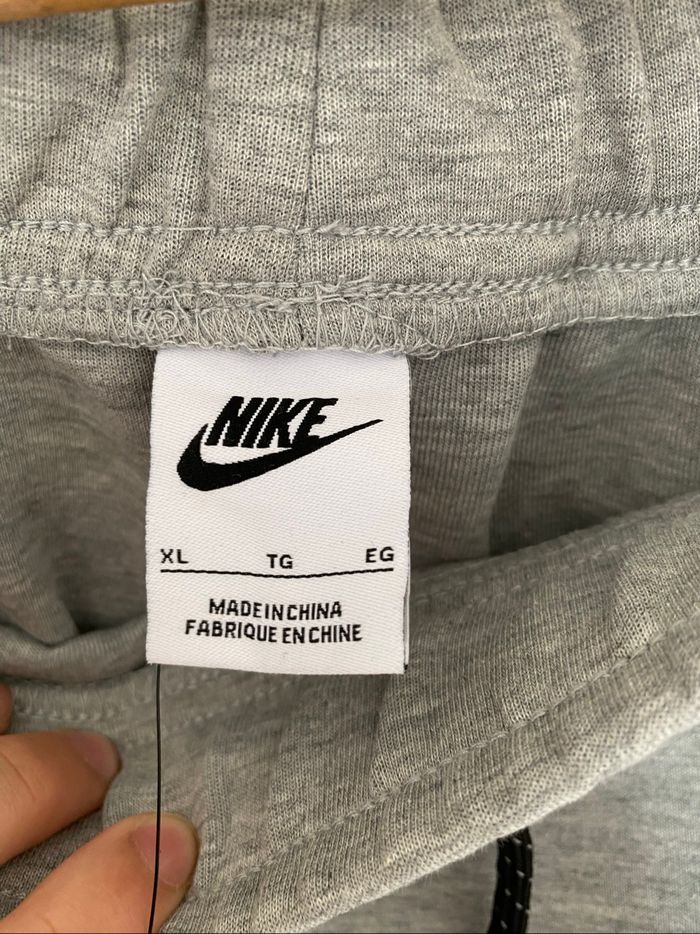 NIKE
XL TG EG
MADE IN CHINA
FABRIQUE EN CHINE